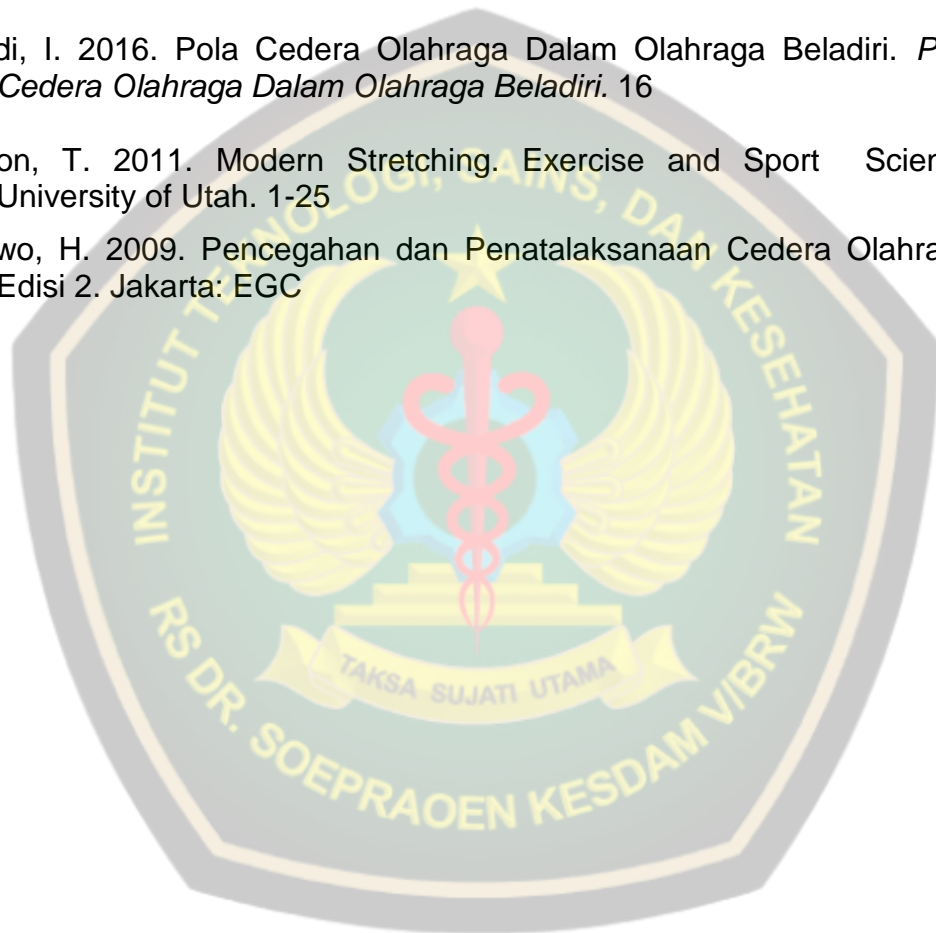 di, I. 2016. Pola Cedera Olahraga Dalam Olahraga Beladiri. P
Cedera Olahraga Dalam Olahraga Beladiri. 16
on, T. 2011. Modern Stretching. Exercise and Sport Scien
University of Utah. 1-25
wo, H. 2009. Pencegahan dan Penatalaksanaan Cedera Olahra
Edisi 2. Jakarta: EGC
INSTITUT TEKNOLOGI, SAINS, DAN KESEHATAN
TAKSA SUJATI UTAMA
RS DR. SOEPRAOEN KESDAM V/BRW